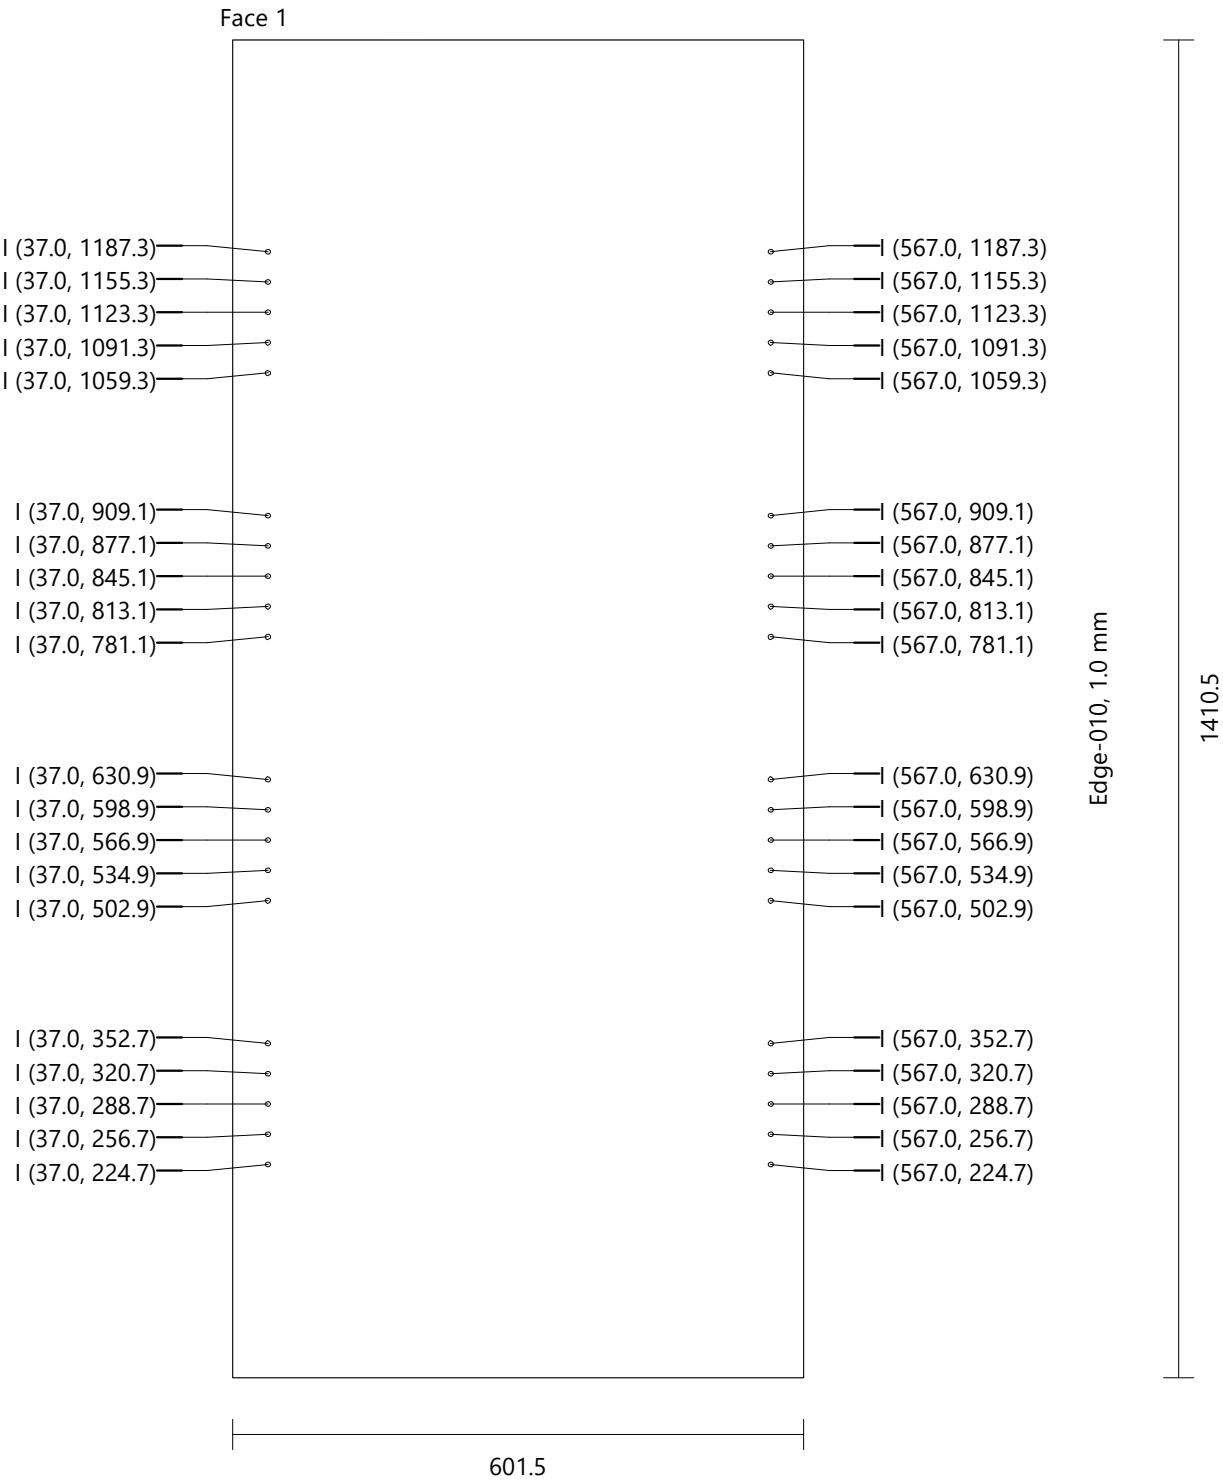 Face 1
I (37.0, 1187.3)
I (567.0, 1187.3)
I (37.0, 1155.3)
I (567.0, 1155.3)
I (37.0, 1123.3)
I (567.0, 1123.3)
I (37.0, 1091.3)
I (567.0, 1091.3)
I (37.0, 1059.3)
I (567.0, 1059.3)
I (37.0, 909.1)
I (567.0, 909.1)
I (37.0, 877.1)
I (567.0, 877.1)
I (37.0, 845.1)
I (567.0, 845.1)
I (37.0, 813.1)
I (567.0, 813.1)
I (37.0, 781.1)
I (567.0, 781.1)
Edge-010, 1.0 mm
1410.5
I (37.0, 630.9)
I (567.0, 630.9)
I (37.0, 598.9)
I (567.0, 598.9)
I (37.0, 566.9)
I (567.0, 566.9)
I (37.0, 534.9)
I (567.0, 534.9)
I (37.0, 502.9)
I (567.0, 502.9)
I (37.0, 352.7)
I (567.0, 352.7)
I (37.0, 320.7)
I (567.0, 320.7)
I (37.0, 288.7)
I (567.0, 288.7)
I (37.0, 256.7)
I (567.0, 256.7)
I (37.0, 224.7)
I (567.0, 224.7)
601.5